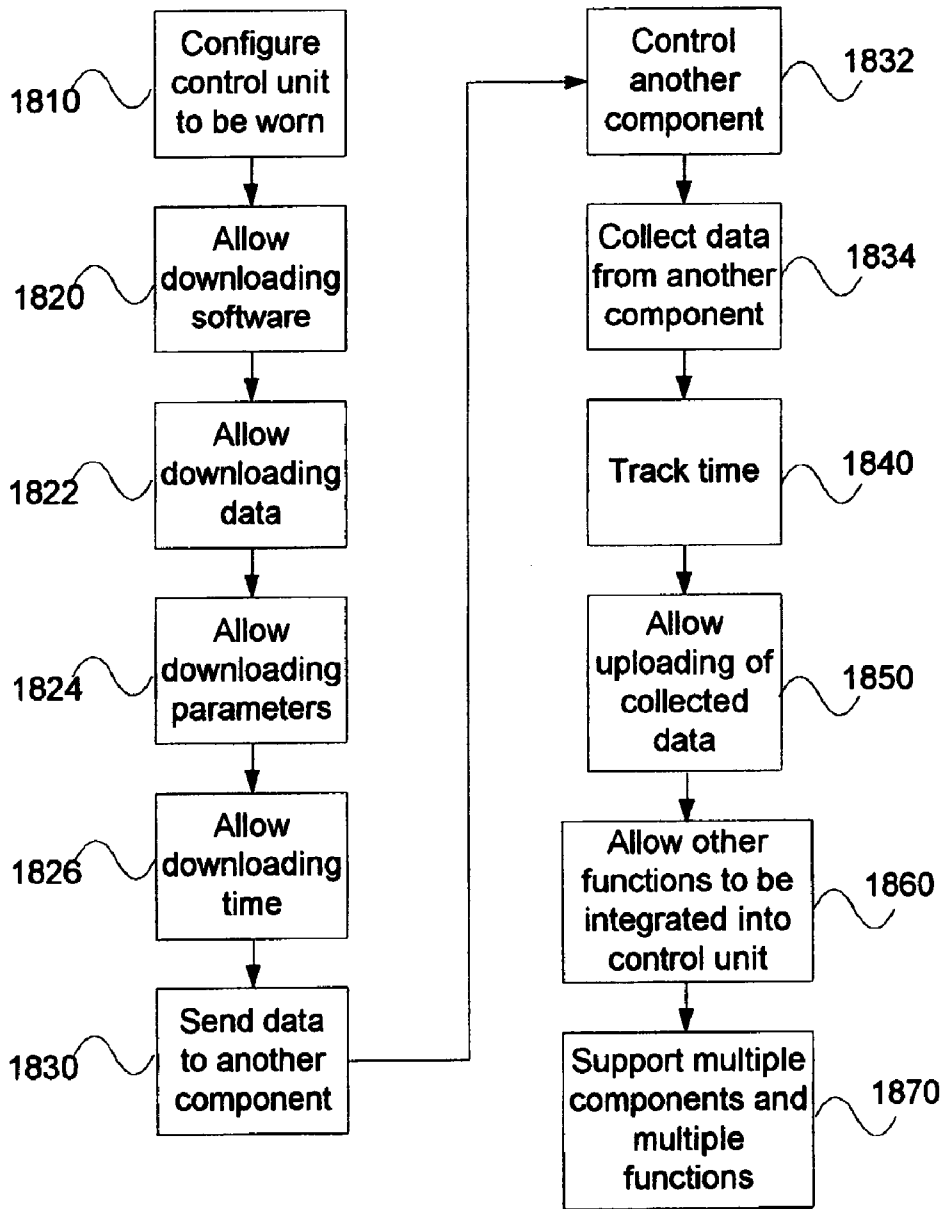 Configure
control unit
to be worn
1810
Allow
downloading
software
1820
Allow
downloading
data
1822
Allow
downloading
parameters
1824
Allow
downloading
time
1826
Send data
to another
component
1830
Control
another
component
1832
Collect data
from another
component
1834
Track time
1840
Allow
uploading of
collected
data
1850
Allow other
functions to be
integrated into
control unit
1860
Support multiple
components and
multiple
functions
1870